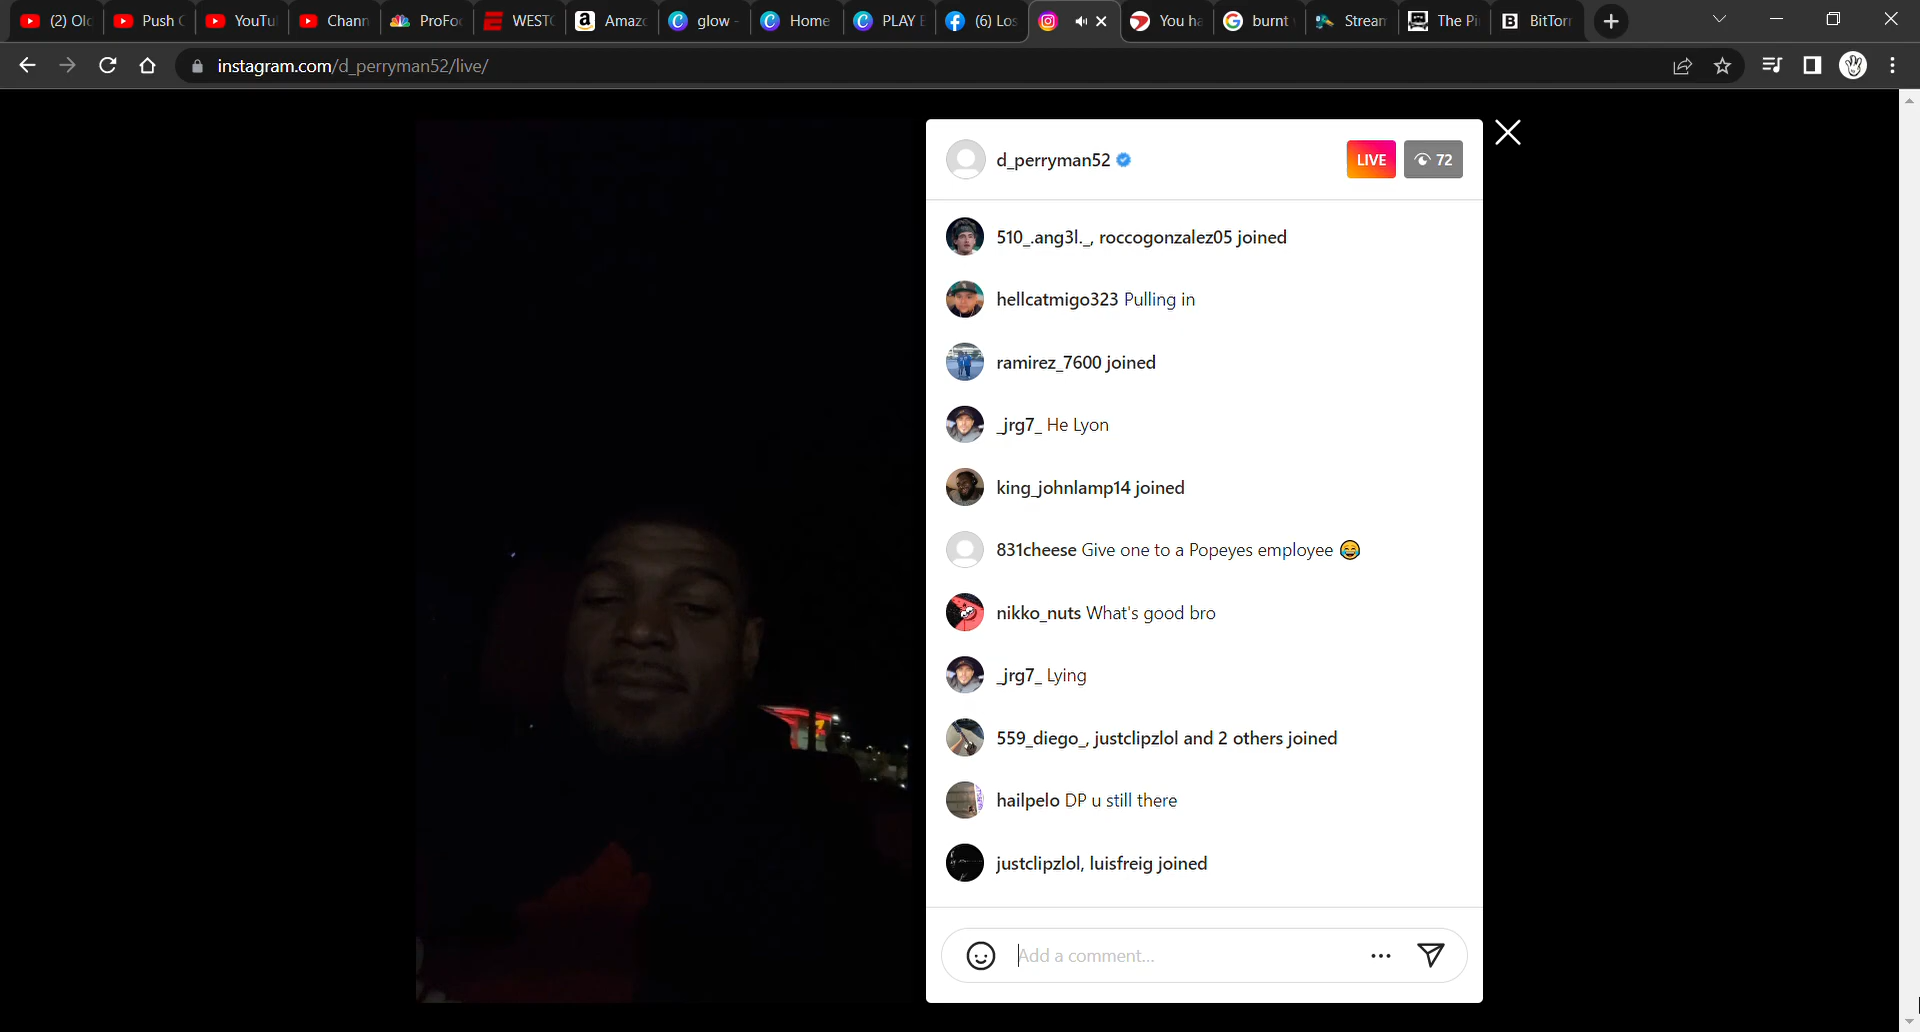 (2) Ol
Push
YouTu
Chann
ProFo
WEST
Amaz
glow
Home
PLAY
(6) Los
You ha
burnt
Stream
The Pi
BitTor
instagram.com/d_perryman52/live/
d_perryman52
LIVE
72
510_.ang3l._, roccogonzalez05 joined
hellcatmigo323 Pulling in
ramirez_7600 joined
_jrg7_ He Lyon
king_johnlamp14 joined
831cheese Give one to a Popeyes employee 😂
nikko_nuts What's good bro
_jrg7_ Lying
559_diego_, justclipzlol and 2 others joined
hailpelo DP u still there
justclipzlol, luisfreig joined
Add a comment...